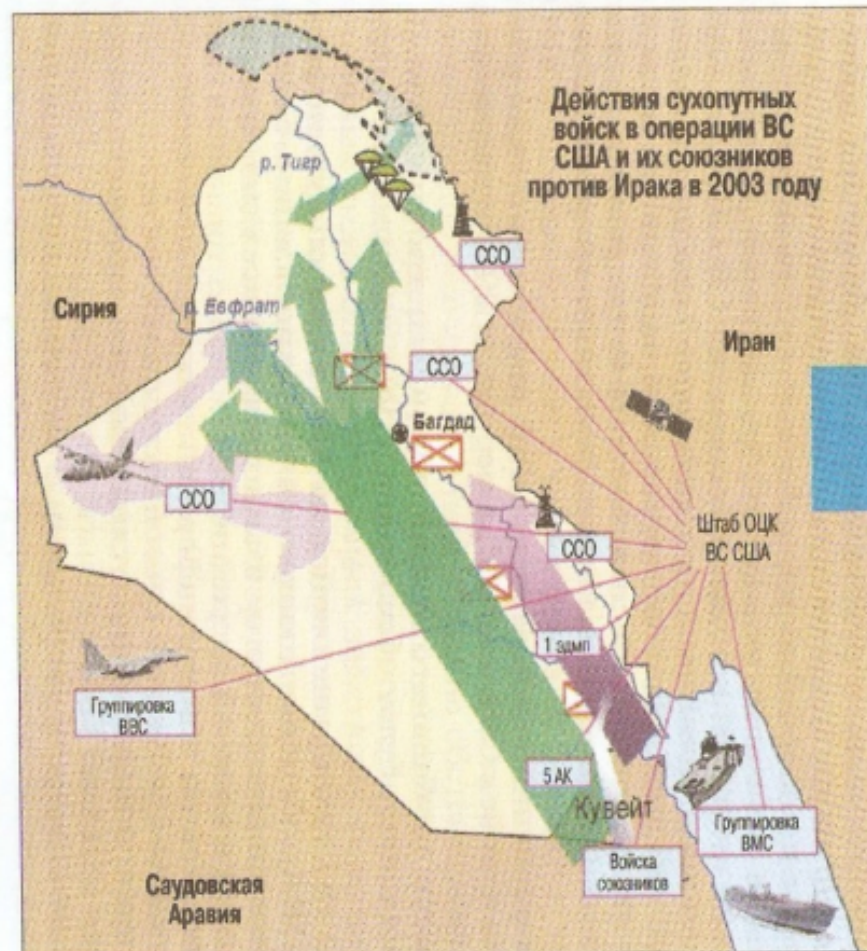 Действия сухопутных
войск в операции ВС
США и их союзников
против Ирака в 2003 году
р. Тигр
ССО
Сирия
р. Евфрат
Иран
ССО
Багдад
ССО
Штаб ОЦК
ВС США
ССО
1 эдмп
Группировка
ВВС
5 АК
Кувейт
Группировка
ВМС
Войска
союзников
Саудовская
Аравия